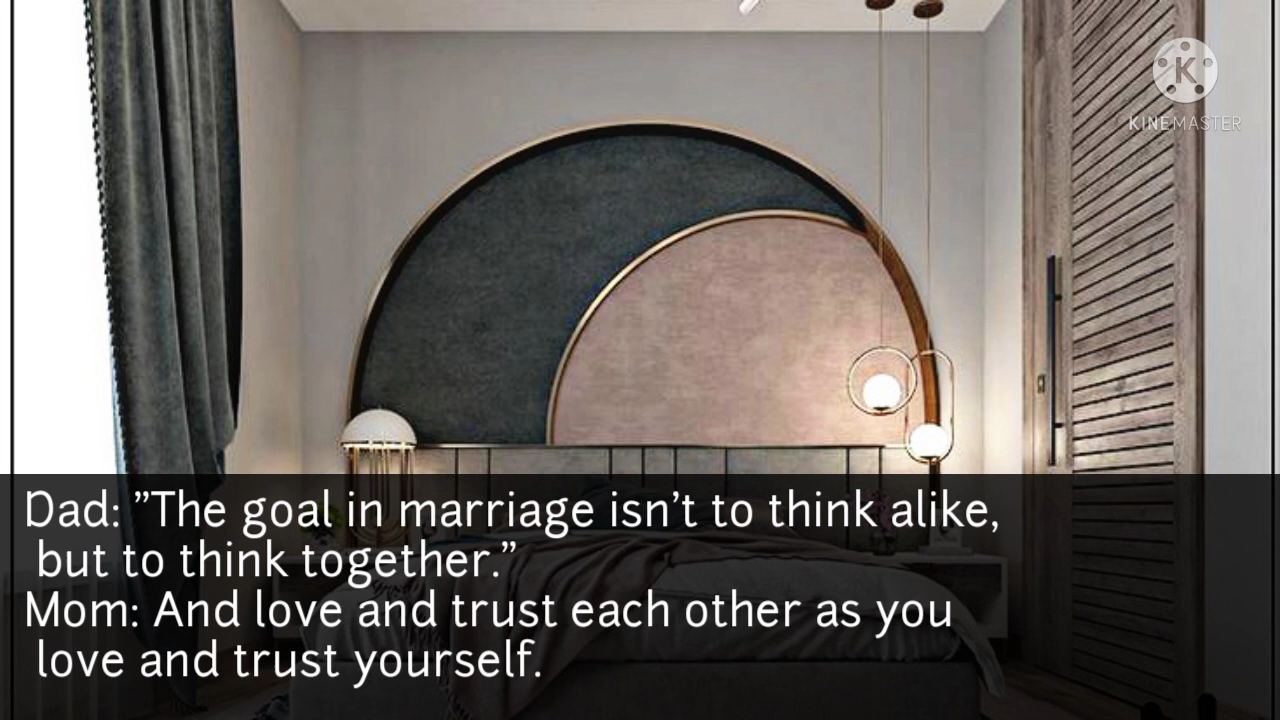 KINEMASTER
Dad: ”The goal in marriage isn’t to think alike,
but to think together.”
Mom: And love and trust each other as you
love and trust yourself.